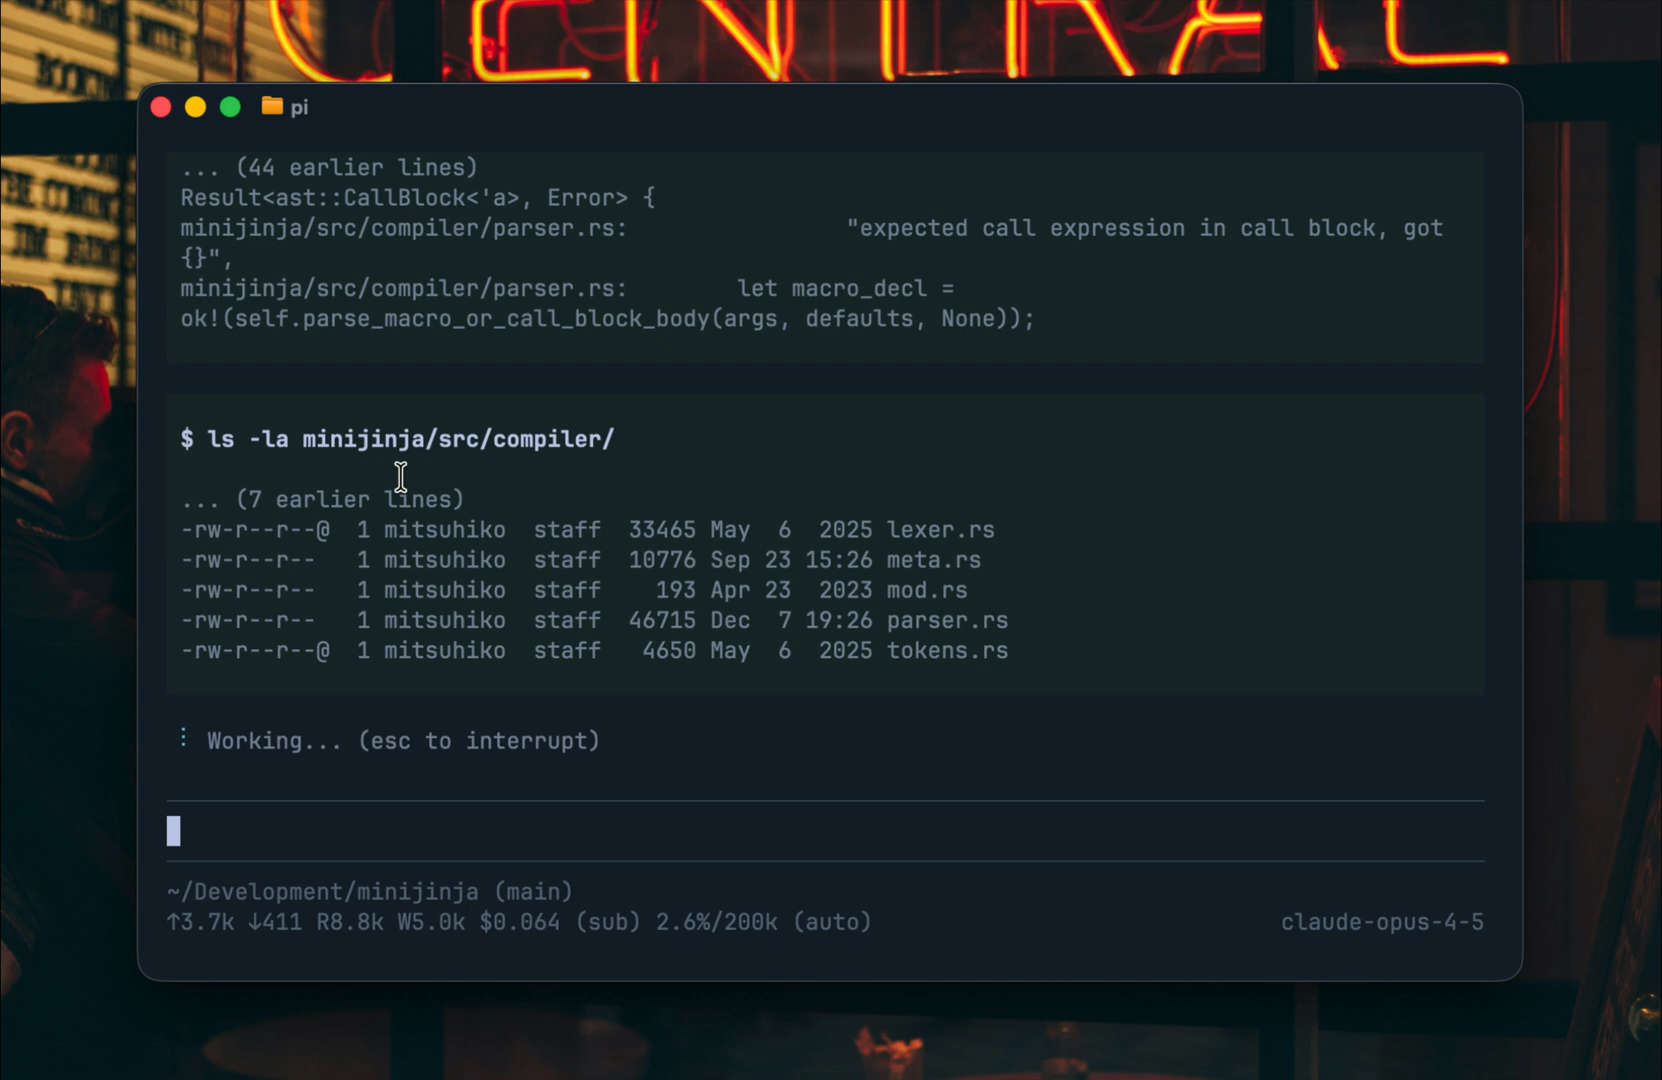 CENTRAL
pi
... (44 earlier lines)
Result<ast::CallBlock<'a>, Error> {
minijinja/src/compiler/parser.rs:                "expected call expression in call block, got
{}",
minijinja/src/compiler/parser.rs:        let macro_decl =
ok!(self.parse_macro_or_call_block_body(args, defaults, None));
$ ls -la minijinja/src/compiler/
... (7 earlier lines)
-rw-r--r--@  1 mitsuhiko  staff  33465 May  6  2025 lexer.rs
-rw-r--r--   1 mitsuhiko  staff  10776 Sep 23 15:26 meta.rs
-rw-r--r--   1 mitsuhiko  staff    193 Apr 23  2023 mod.rs
-rw-r--r--   1 mitsuhiko  staff  46715 Dec  7 19:26 parser.rs
-rw-r--r--@  1 mitsuhiko  staff   4650 May  6  2025 tokens.rs
⋮ Working... (esc to interrupt)
~/Development/minijinja (main)
↑3.7k ↓411 R8.8k W5.0k $0.064 (sub) 2.6%/200k (auto)
claude-opus-4-5